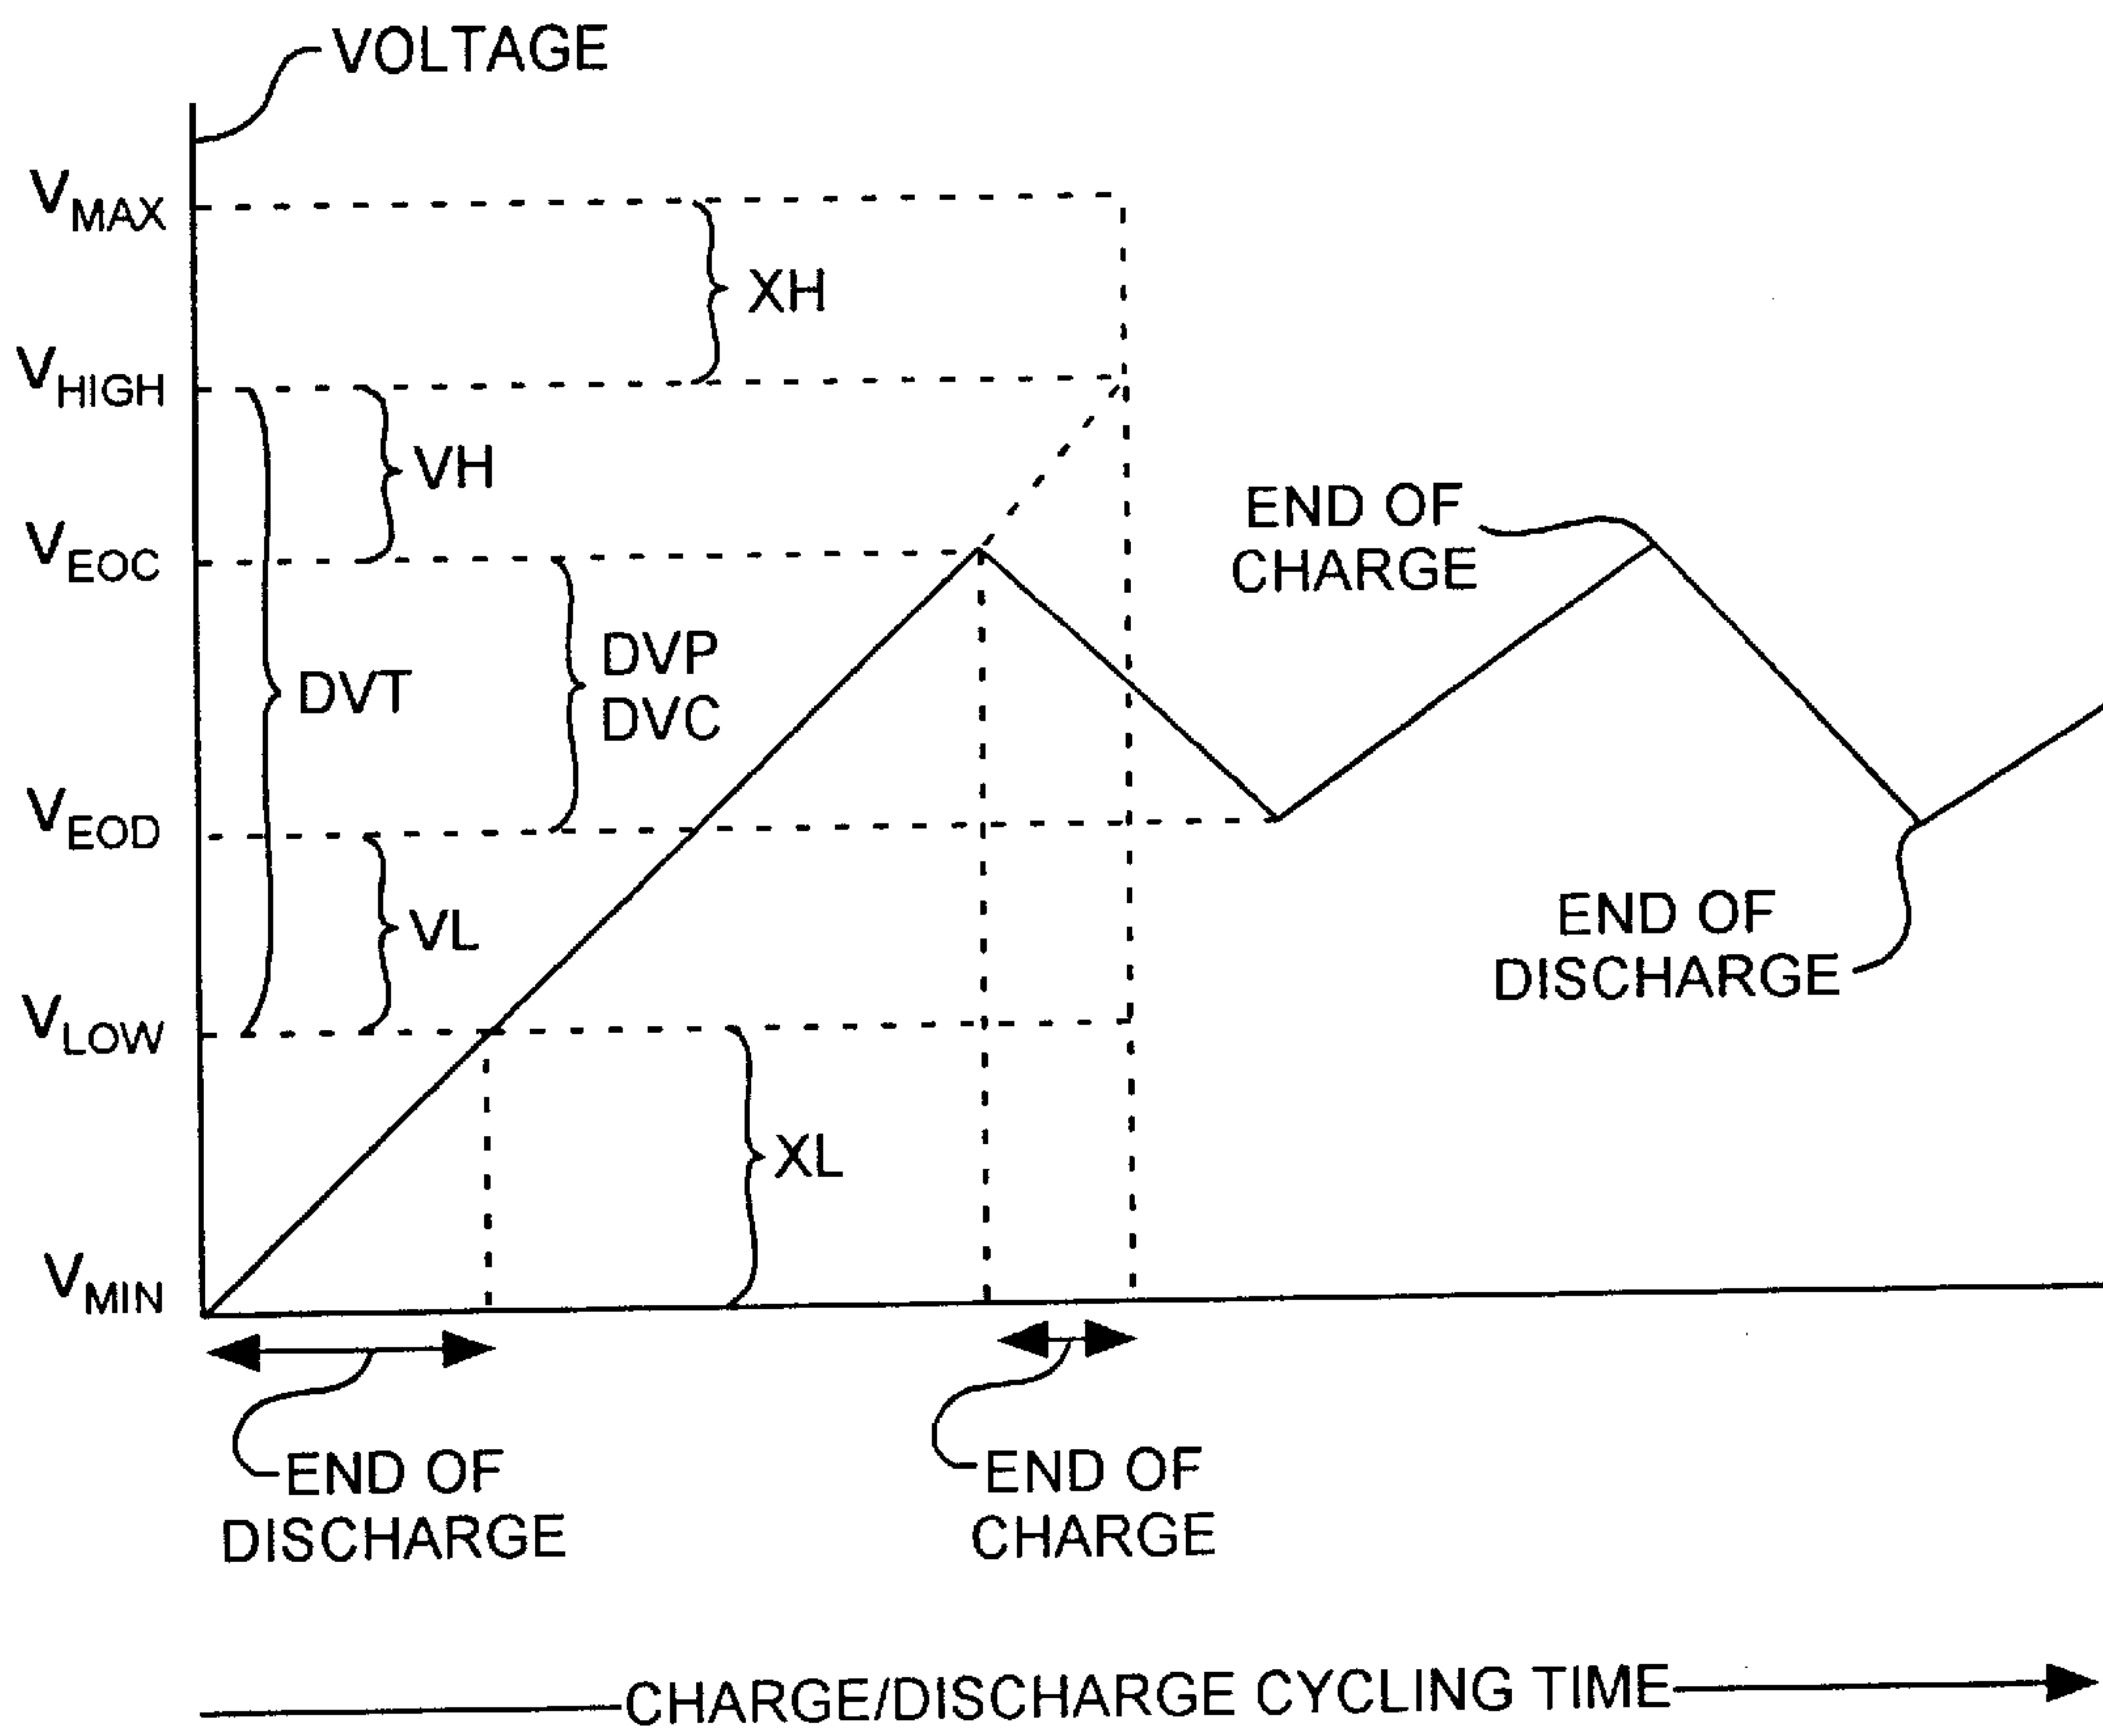 VOLTAGE
VMAX
XH
VHIGH
VH
VEOC
END OF
CHARGE
DVP
DVC
DVT
VEOD
VL
END OF
DISCHARGE
VLOW
XL
VMIN
END OF
DISCHARGE
END OF
CHARGE
CHARGE/DISCHARGE CYCLING TIME